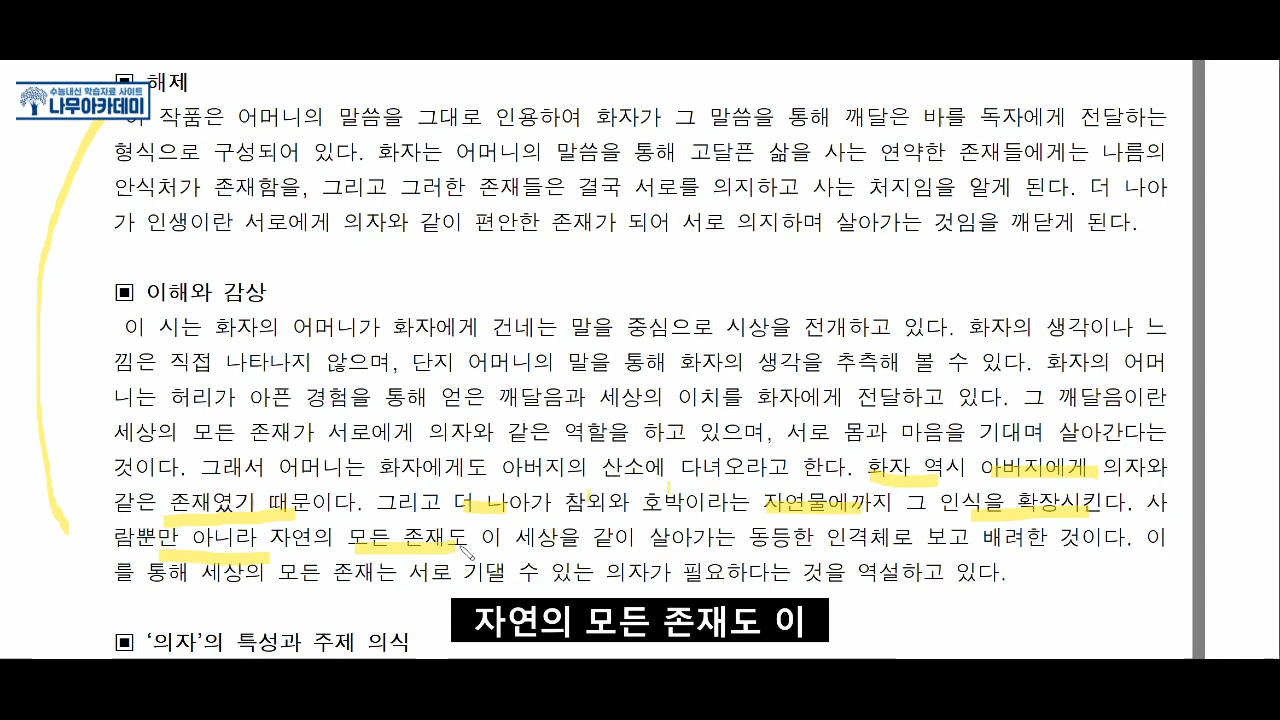 ▣ 해제
수능내신 학습자료 사이트
나무아카데미
작품은 어머니의 말씀을 그대로 인용하여 화자가 그 말씀을 통해 깨달은 바를 독자에게 전달하는
형식으로 구성되어 있다. 화자는 어머니의 말씀을 통해 고달픈 삶을 사는 연약한 존재들에게는 나름의
안식처가 존재함을, 그리고 그러한 존재들은 결국 서로를 의지하고 사는 처지임을 알게 된다. 더 나아
가 인생이란 서로에게 의자와 같이 편안한 존재가 되어 서로 의지하며 살아가는 것임을 깨닫게 된다.
▣ 이해와 감상
이 시는 화자의 어머니가 화자에게 건네는 말을 중심으로 시상을 전개하고 있다. 화자의 생각이나 느
낌은 직접 나타나지 않으며, 단지 어머니의 말을 통해 화자의 생각을 추측해 볼 수 있다. 화자의 어머
니는 허리가 아픈 경험을 통해 얻은 깨달음과 세상의 이치를 화자에게 전달하고 있다. 그 깨달음이란
세상의 모든 존재가 서로에게 의자와 같은 역할을 하고 있으며, 서로 몸과 마음을 기대며 살아간다는
것이다. 그래서 어머니는 화자에게도 아버지의 산소에 다녀오라고 한다. 화자 역시 아버지에게 의자와
같은 존재였기 때문이다. 그리고 더 나아가 참외와 호박이라는 자연물에까지 그 인식을 확장시킨다. 사
람뿐만 아니라 자연의 모든 존재도 이 세상을 같이 살아가는 동등한 인격체로 보고 배려한 것이다. 이
를 통해 세상의 모든 존재는 서로 기댈 수 있는 의자가 필요하다는 것을 역설하고 있다.
자연의 모든 존재도 이
▣ ‘의자’의 특성과 주제 의식